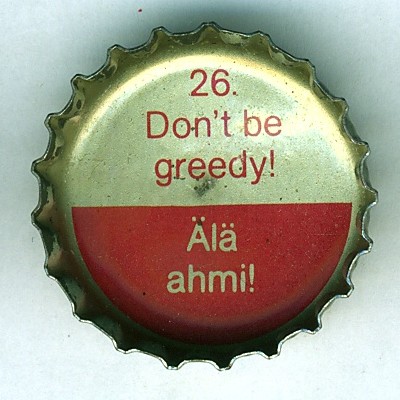 26.
Don't be
greedy!
Älä
ahmi!